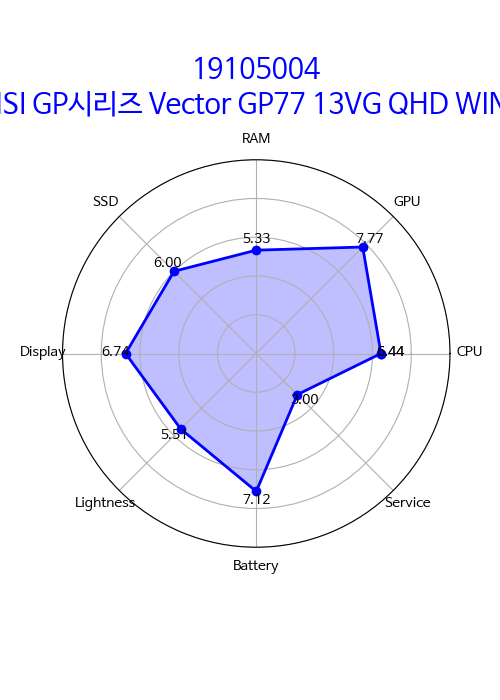 19105004
ISI GP시리즈 Vector GP77 13VG QHD WIN
RAM
SSD
GPU
5.33
7.77
6.00
Display
6.74
6.44
CPU
3.00
5.51
7.12
Lightness
Service
Battery